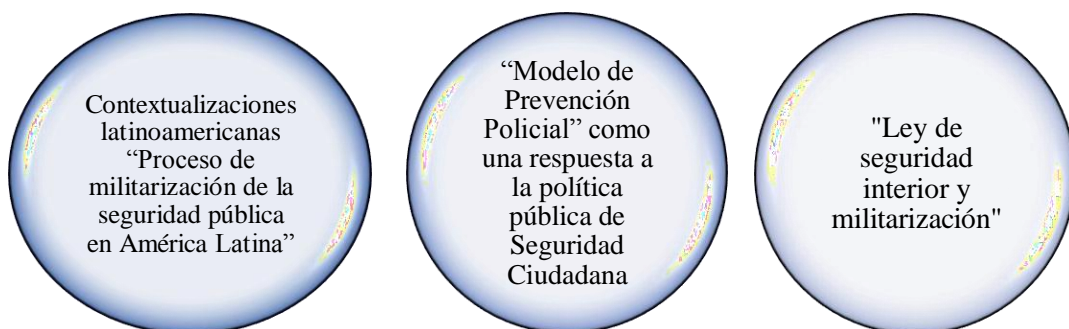 Contextualizaciones
latinoamericanas
“Proceso de
militarización de la
seguridad pública
en América Latina”
“Modelo de
Prevención
Policial” como
una respuesta a
la política
pública de
Seguridad
Ciudadana
"Ley de
seguridad
interior y
militarización"